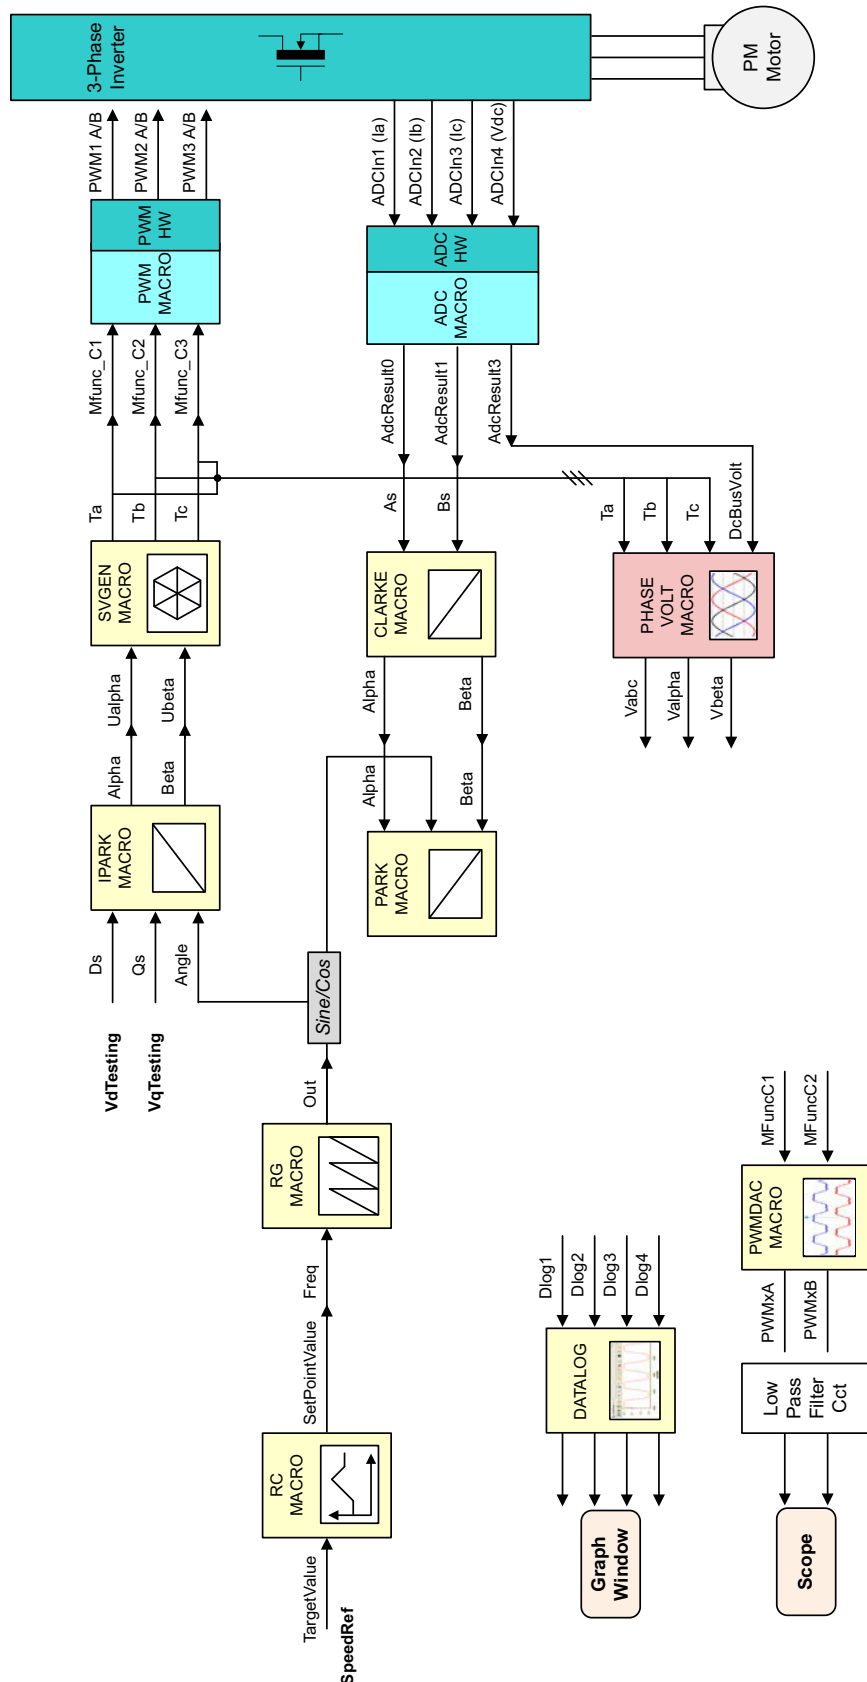 3-Phase
Inverter
PM
Motor
PWM1 A/B
PWM2 A/B
PWM3 A/B
ADCIn1 (Ia)
ADCIn2 (Ib)
ADCIn3 (Ic)
ADCIn4 (Vdc)
PWM
HW
PWM
MACRO
ADC
HW
ADC
MACRO
Mfunc_C1
Mfunc_C2
Mfunc_C3
AdcResult0
AdcResult1
AdcResult3
Ta
Tb
Tc
As
Bs
Ta
Tb
Tc
DcBusVolt
SVGEN
MACRO
CLARKE
MACRO
PHASE
VOLT
MACRO
Ualpha
Ubeta
Alpha
Beta
Alpha
Beta
Alpha
Beta
Vabc
Valpha
Vbeta
IPARK
MACRO
PARK
MACRO
Ds
Qs
Angle
VdTesting
VqTesting
Sine/Cos
Out
RG
MACRO
Freq
SetPointValue
RC
MACRO
TargetValue
SpeedRef
Dlog1
Dlog2
Dlog3
Dlog4
DATALOG
Graph
Window
MFuncC1
MFuncC2
PWMDAC
MACRO
PWMxA
PWMxB
Low
Pass
Filter
Cct
Scope